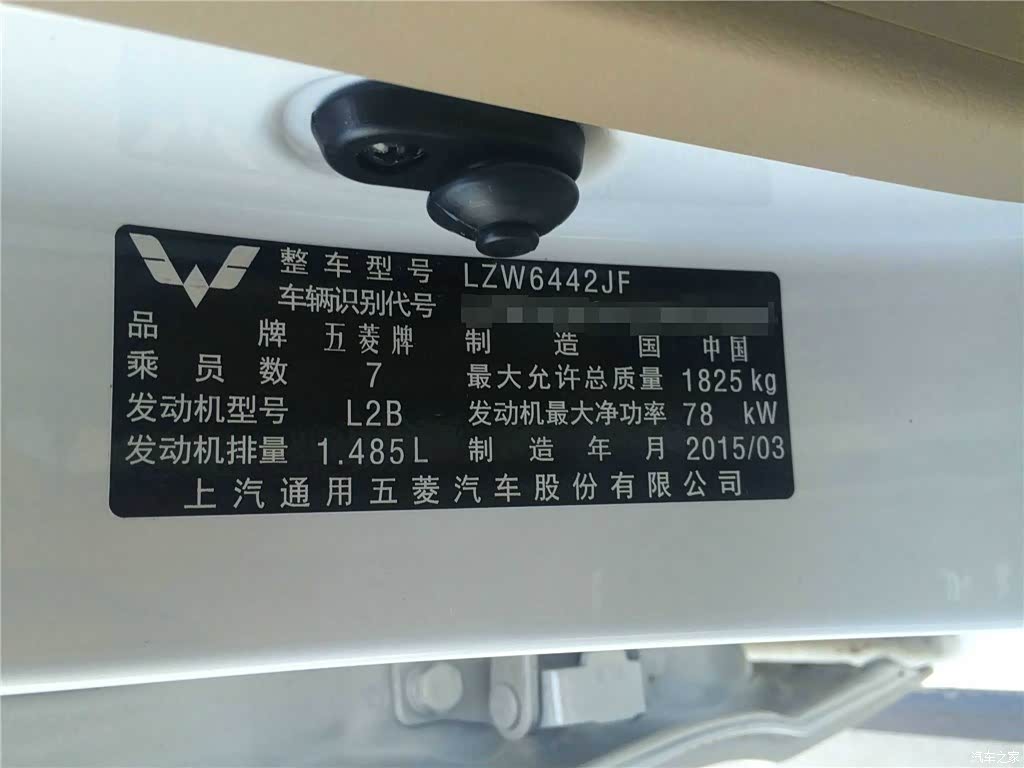 整车型号 LZW6442JF
车辆识别代号
品牌 五菱牌 制造国 中国
乘员数 7 最大允许总质量 1825 kg
发动机型号 L2B 发动机最大净功率 78 kW
发动机排量 1.485L 制造年月 2015/03
上汽通用五菱汽车股份有限公司
汽车之家